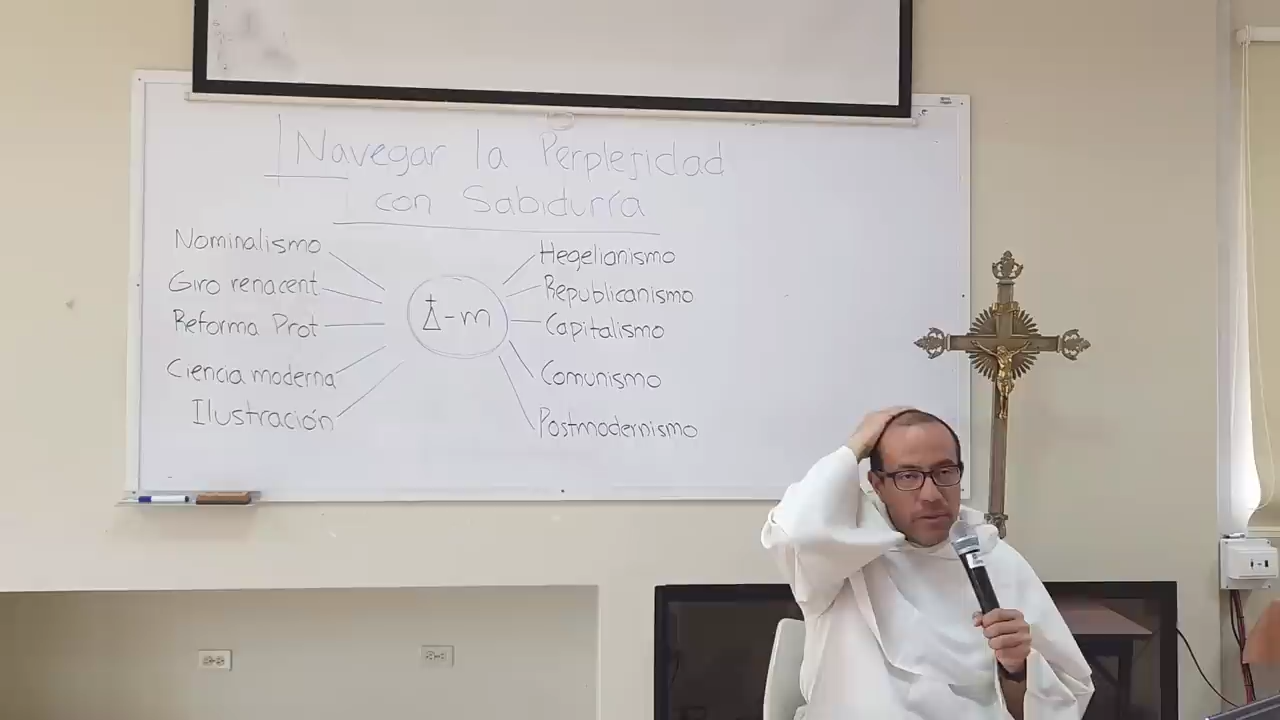 Navegar la Perplejidad
con Sabiduría
Nominalismo
Giro renacent.
Reforma Prot
Ciencia moderna
Ilustración
Δ-m
Hegelianismo
Republicanismo
Capitalismo
Comunismo
Postmodernismo